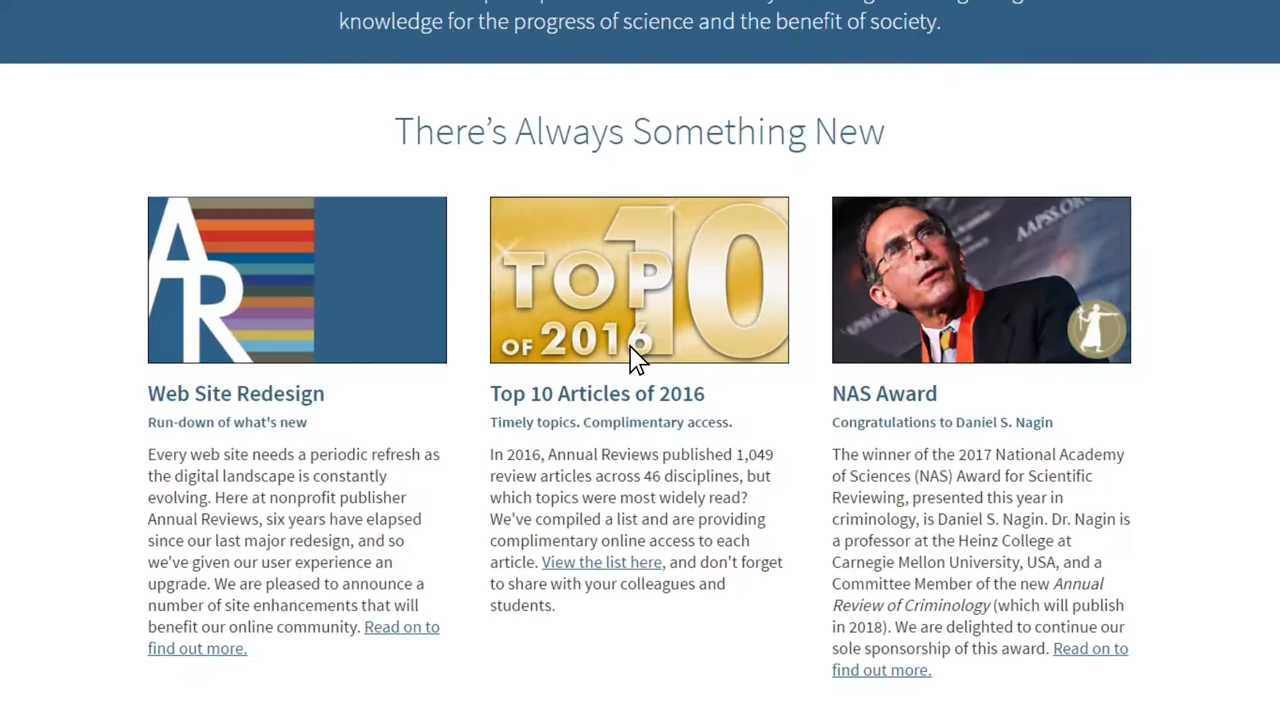 knowledge for the progress of science and the benefit of society.
There's Always Something New
AR
TOP 10
OF 2016
AAPSS.ORG
Web Site Redesign
Run-down of what's new
Every web site needs a periodic refresh as
the digital landscape is constantly
evolving. Here at nonprofit publisher
Annual Reviews, six years have elapsed
since our last major redesign, and so
we've given our user experience an
upgrade. We are pleased to announce a
number of site enhancements that will
benefit our online community. Read on to
find out more.
Top 10 Articles of 2016
Timely topics. Complimentary access.
In 2016, Annual Reviews published 1,049
review articles across 46 disciplines, but
which topics were most widely read?
We've compiled a list and are providing
complimentary online access to each
article. View the list here, and don't forget
to share with your colleagues and
students.
NAS Award
Congratulations to Daniel S. Nagin
The winner of the 2017 National Academy
of Sciences (NAS) Award for Scientific
Reviewing, presented this year in
criminology, is Daniel S. Nagin. Dr. Nagin is
a professor at the Heinz College at
Carnegie Mellon University, USA, and a
Committee Member of the new Annual
Review of Criminology (which will publish
in 2018). We are delighted to continue our
sole sponsorship of this award. Read on to
find out more.